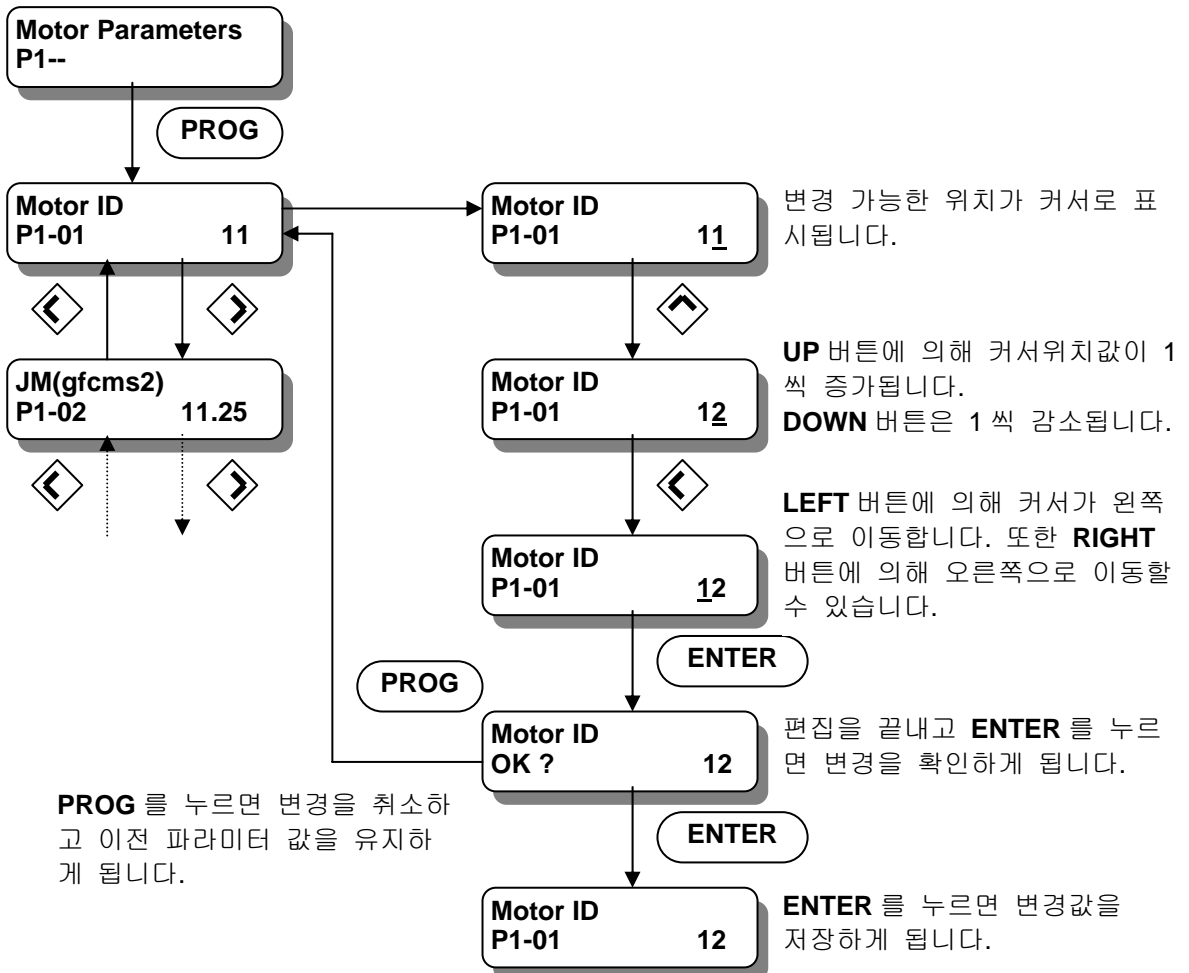 Motor Parameters
P1--
PROG
Motor ID
P1-01 11
JM(gfcms2)
P1-02 11.25
Motor ID
P1-01 11
변경 가능한 위치가 커서로 표
시됩니다.
Motor ID
P1-01 12
UP 버튼에 의해 커서위치값이 1
씩 증가됩니다.
DOWN 버튼은 1 씩 감소됩니다.
Motor ID
P1-01 12
LEFT 버튼에 의해 커서가 왼쪽
으로 이동합니다. 또한 RIGHT
버튼에 의해 오른쪽으로 이동할
수 있습니다.
ENTER
PROG
Motor ID
OK ? 12
편집을 끝내고 ENTER 를 누르
면 변경을 확인하게 됩니다.
PROG 를 누르면 변경을 취소하
고 이전 파라미터 값을 유지하
게 됩니다.
ENTER
Motor ID
P1-01 12
ENTER 를 누르면 변경값을
저장하게 됩니다.